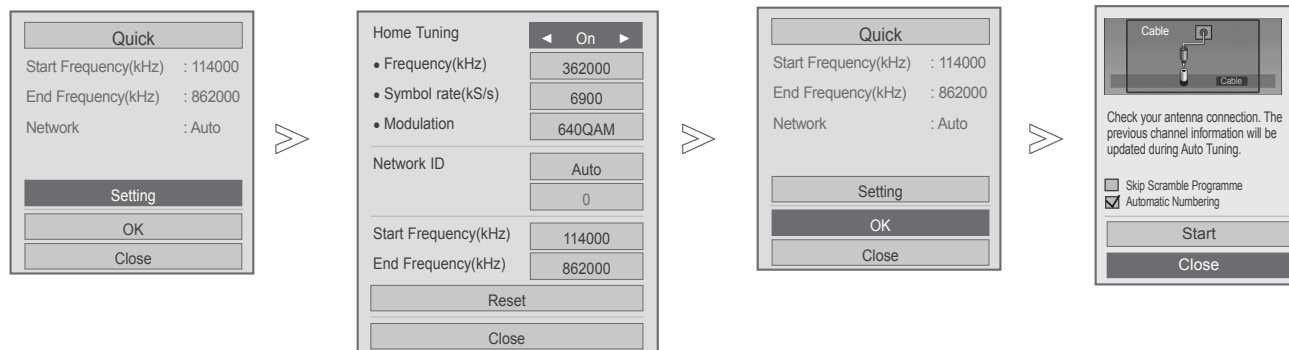 Quick
Start Frequency(kHz) : 114000
End Frequency(kHz) : 862000
Network : Auto
Setting
OK
Close
Home Tuning ◄ On ►
• Frequency(kHz) 362000
• Symbol rate(kS/s) 6900
• Modulation 640QAM
Network ID Auto
0
Start Frequency(kHz) 114000
End Frequency(kHz) 862000
Reset
Close
Quick
Start Frequency(kHz) : 114000
End Frequency(kHz) : 862000
Network : Auto
Setting
OK
Close
Cable
Cable
Check your antenna connection. The
previous channel information will be
updated during Auto Tuning.
Skip Scramble Programme
Automatic Numbering
Start
Close